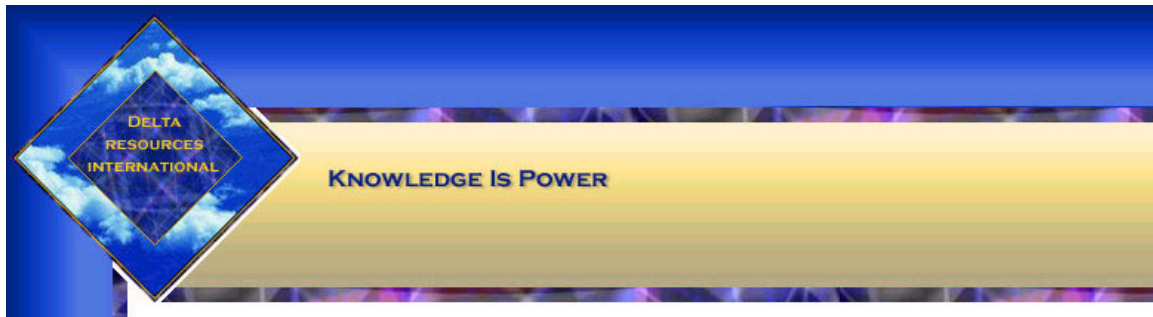 DELTA
RESOURCES
INTERNATIONAL
KNOWLEDGE IS POWER